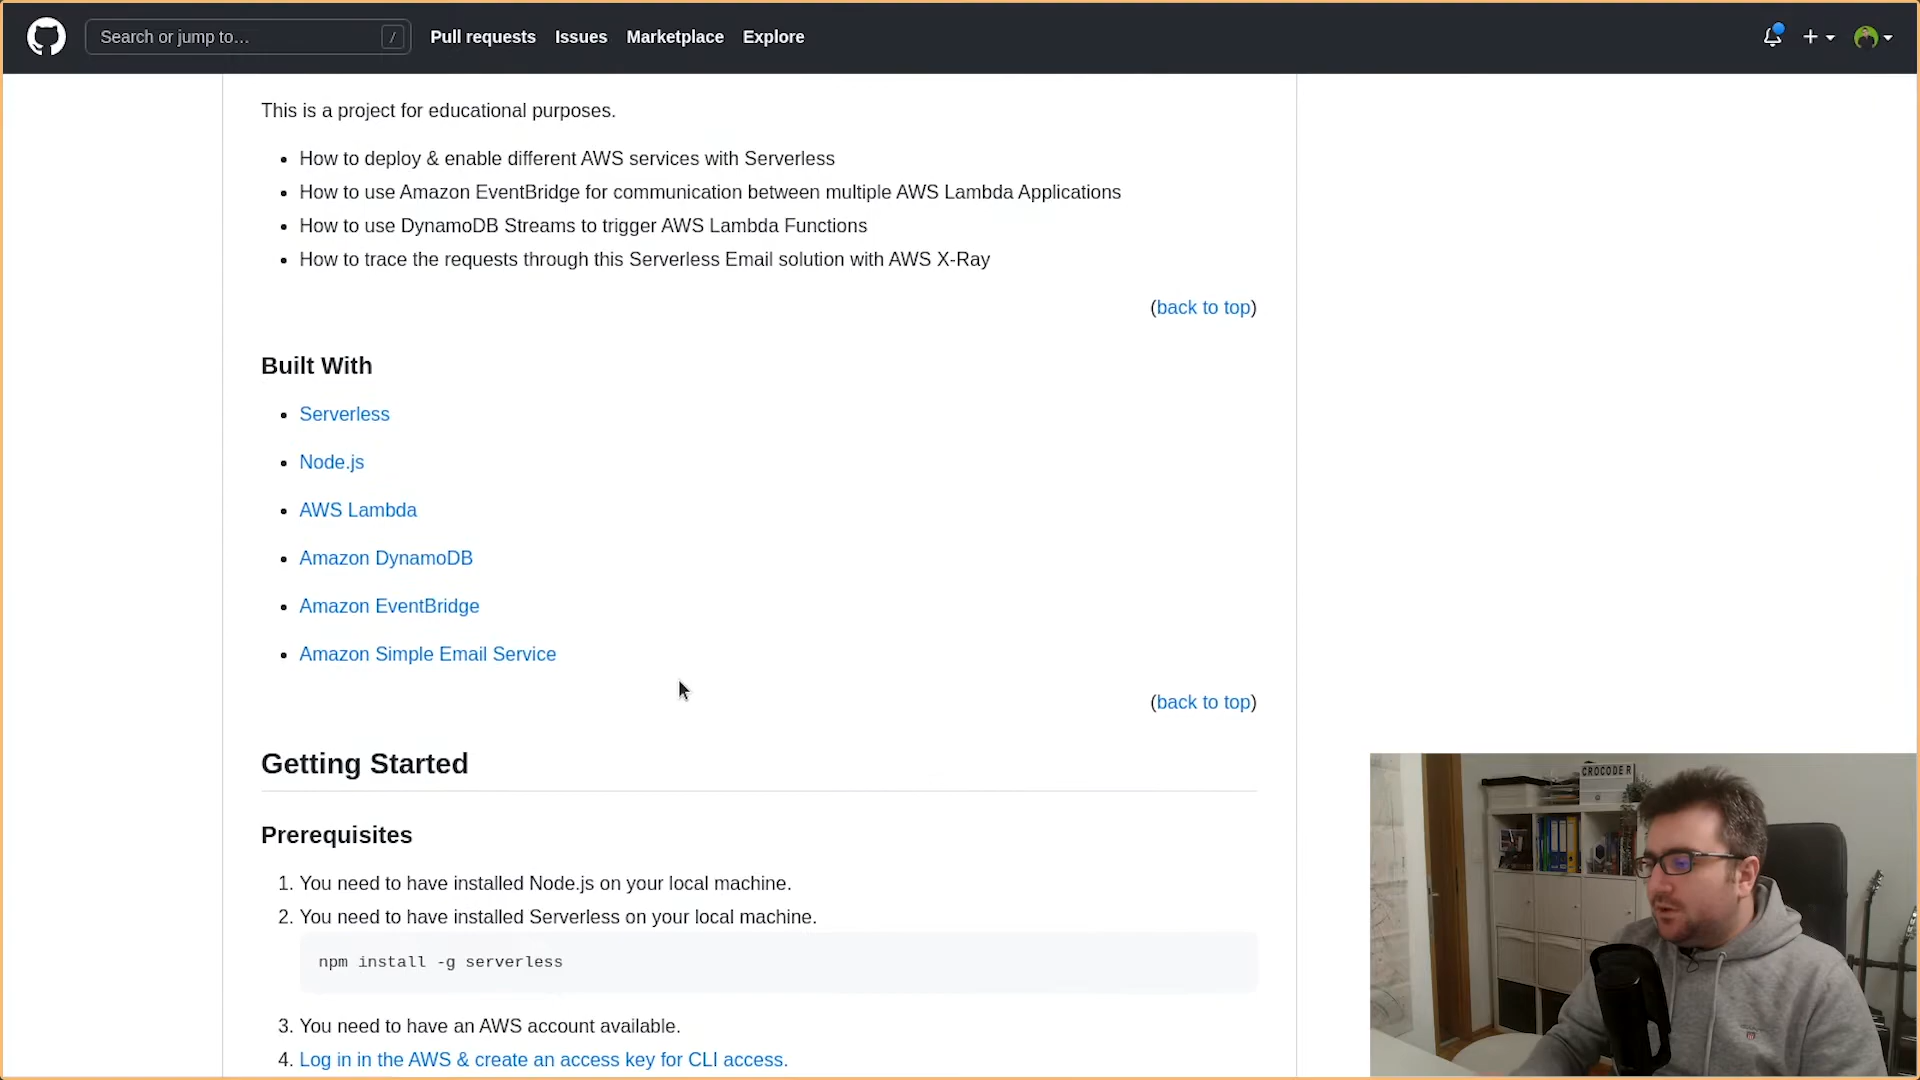 Search or jump to… /
Pull requests Issues Marketplace Explore
This is a project for educational purposes.
How to deploy & enable different AWS services with Serverless
How to use Amazon EventBridge for communication between multiple AWS Lambda Applications
How to use DynamoDB Streams to trigger AWS Lambda Functions
How to trace the requests through this Serverless Email solution with AWS X-Ray
(back to top)
Built With
Serverless
Node.js
AWS Lambda
Amazon DynamoDB
Amazon EventBridge
Amazon Simple Email Service
(back to top)
Getting Started
Prerequisites
1. You need to have installed Node.js on your local machine.
2. You need to have installed Serverless on your local machine.
npm install -g serverless
3. You need to have an AWS account available.
4. Log in in the AWS & create an access key for CLI access.
CROCODER